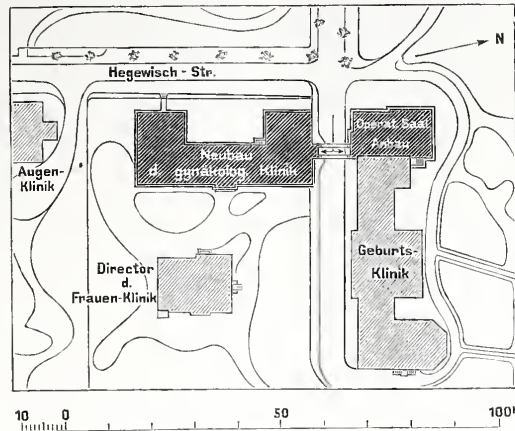 N
Hegewisch-Str.
Operat. Saal
Anbau
Neubau
d. gynäkolog. Klinik
Augen-
Klinik
Geburts-
Klinik
Director
d.
Frauen-Klinik
10 0 50 100